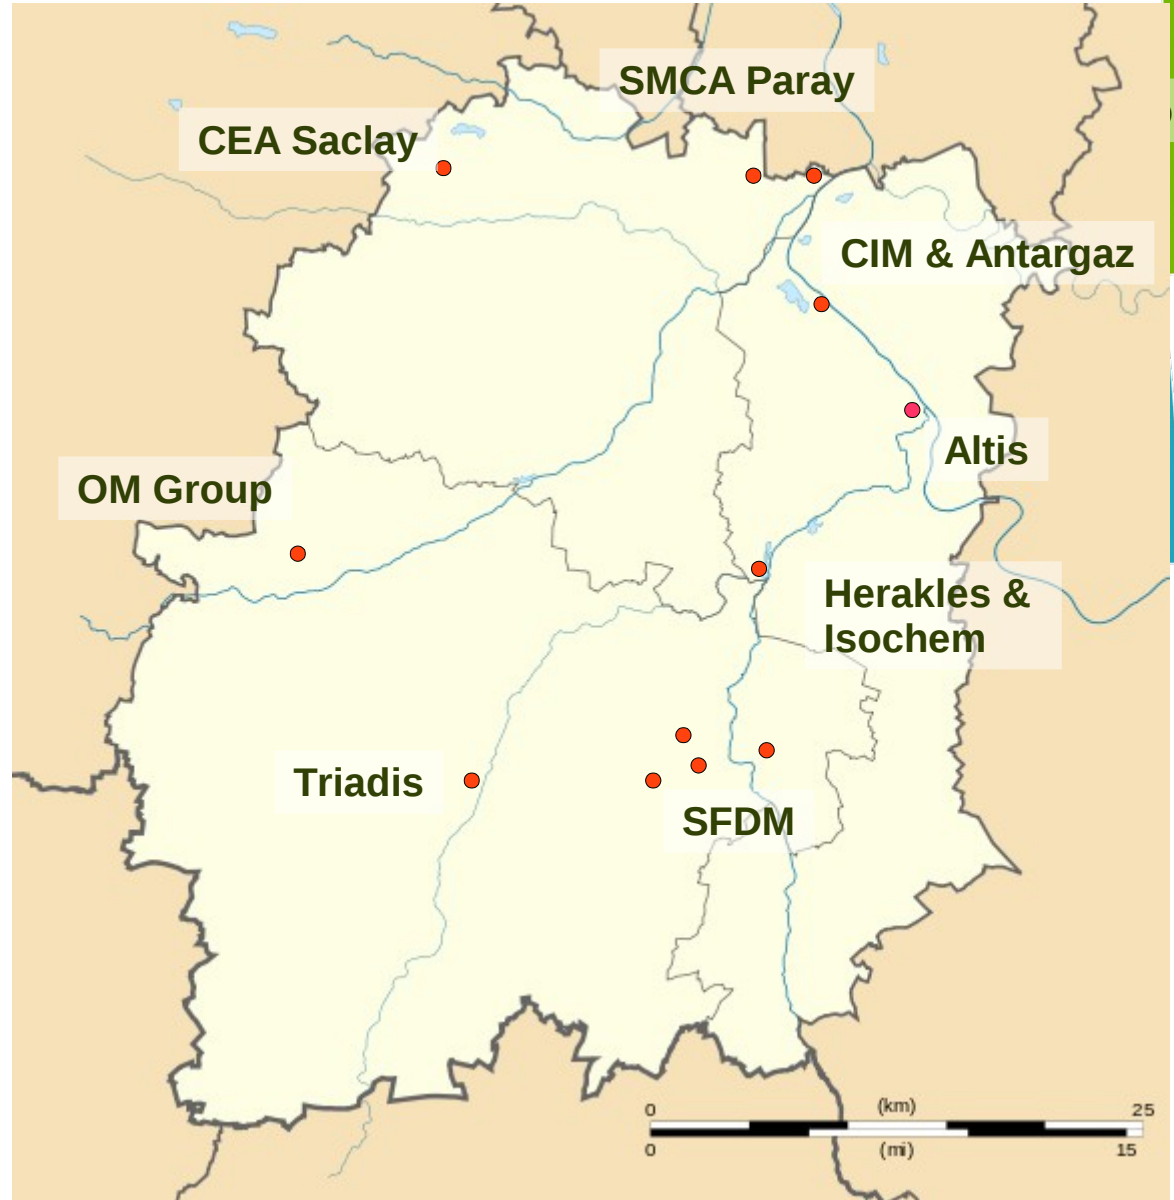 SMCA Paray
CEA Saclay
CIM & Antargaz
Altis
OM Group
Herakles &
Isochem
Triadis
SFDM
0 (km) 25
0 (mi) 15